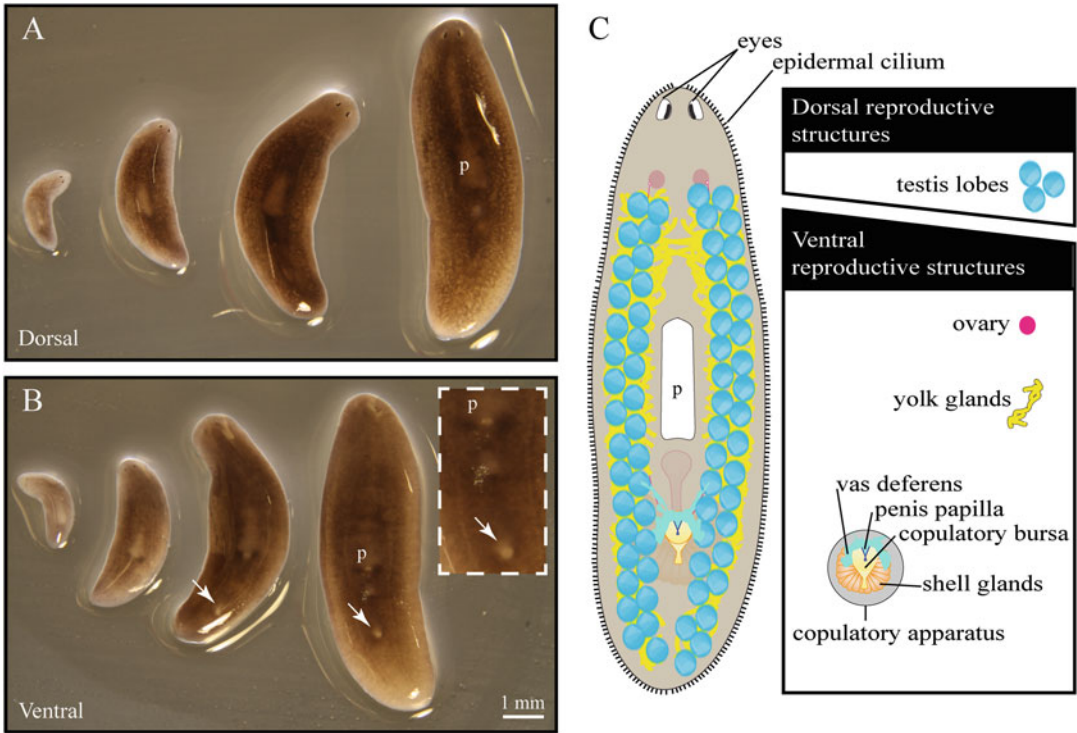 A
p
Dorsal
B
p
p
Ventral
1 mm
C
eyes
epidermal cilium
p
Dorsal reproductive
structures
testis lobes
Ventral
reproductive structures
ovary
yolk glands
vas deferens
penis papilla
copulatory bursa
shell glands
copulatory apparatus